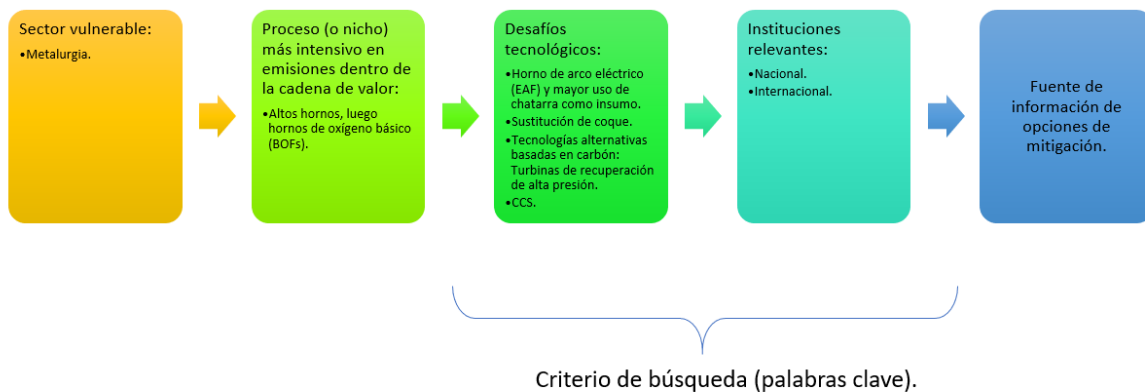 Sector vulnerable:
•Metalurgia.
Proceso (o nicho)
más intensivo en
emisiones dentro de
la cadena de valor:
•Altos hornos, luego
hornos de oxígeno básico
(BOFs).
Desafíos
tecnológicos:
•Horno de arco eléctrico
(EAF) y mayor uso de
chatarra como insumo.
•Sustitución de coque.
•Tecnologías alternativas
basadas en carbón:
Turbinas de recuperación
de alta presión.
•CCS.
Instituciones
relevantes:
•Nacional.
•Internacional.
Fuente de
información de
opciones de
mitigación.
Criterio de búsqueda (palabras clave).